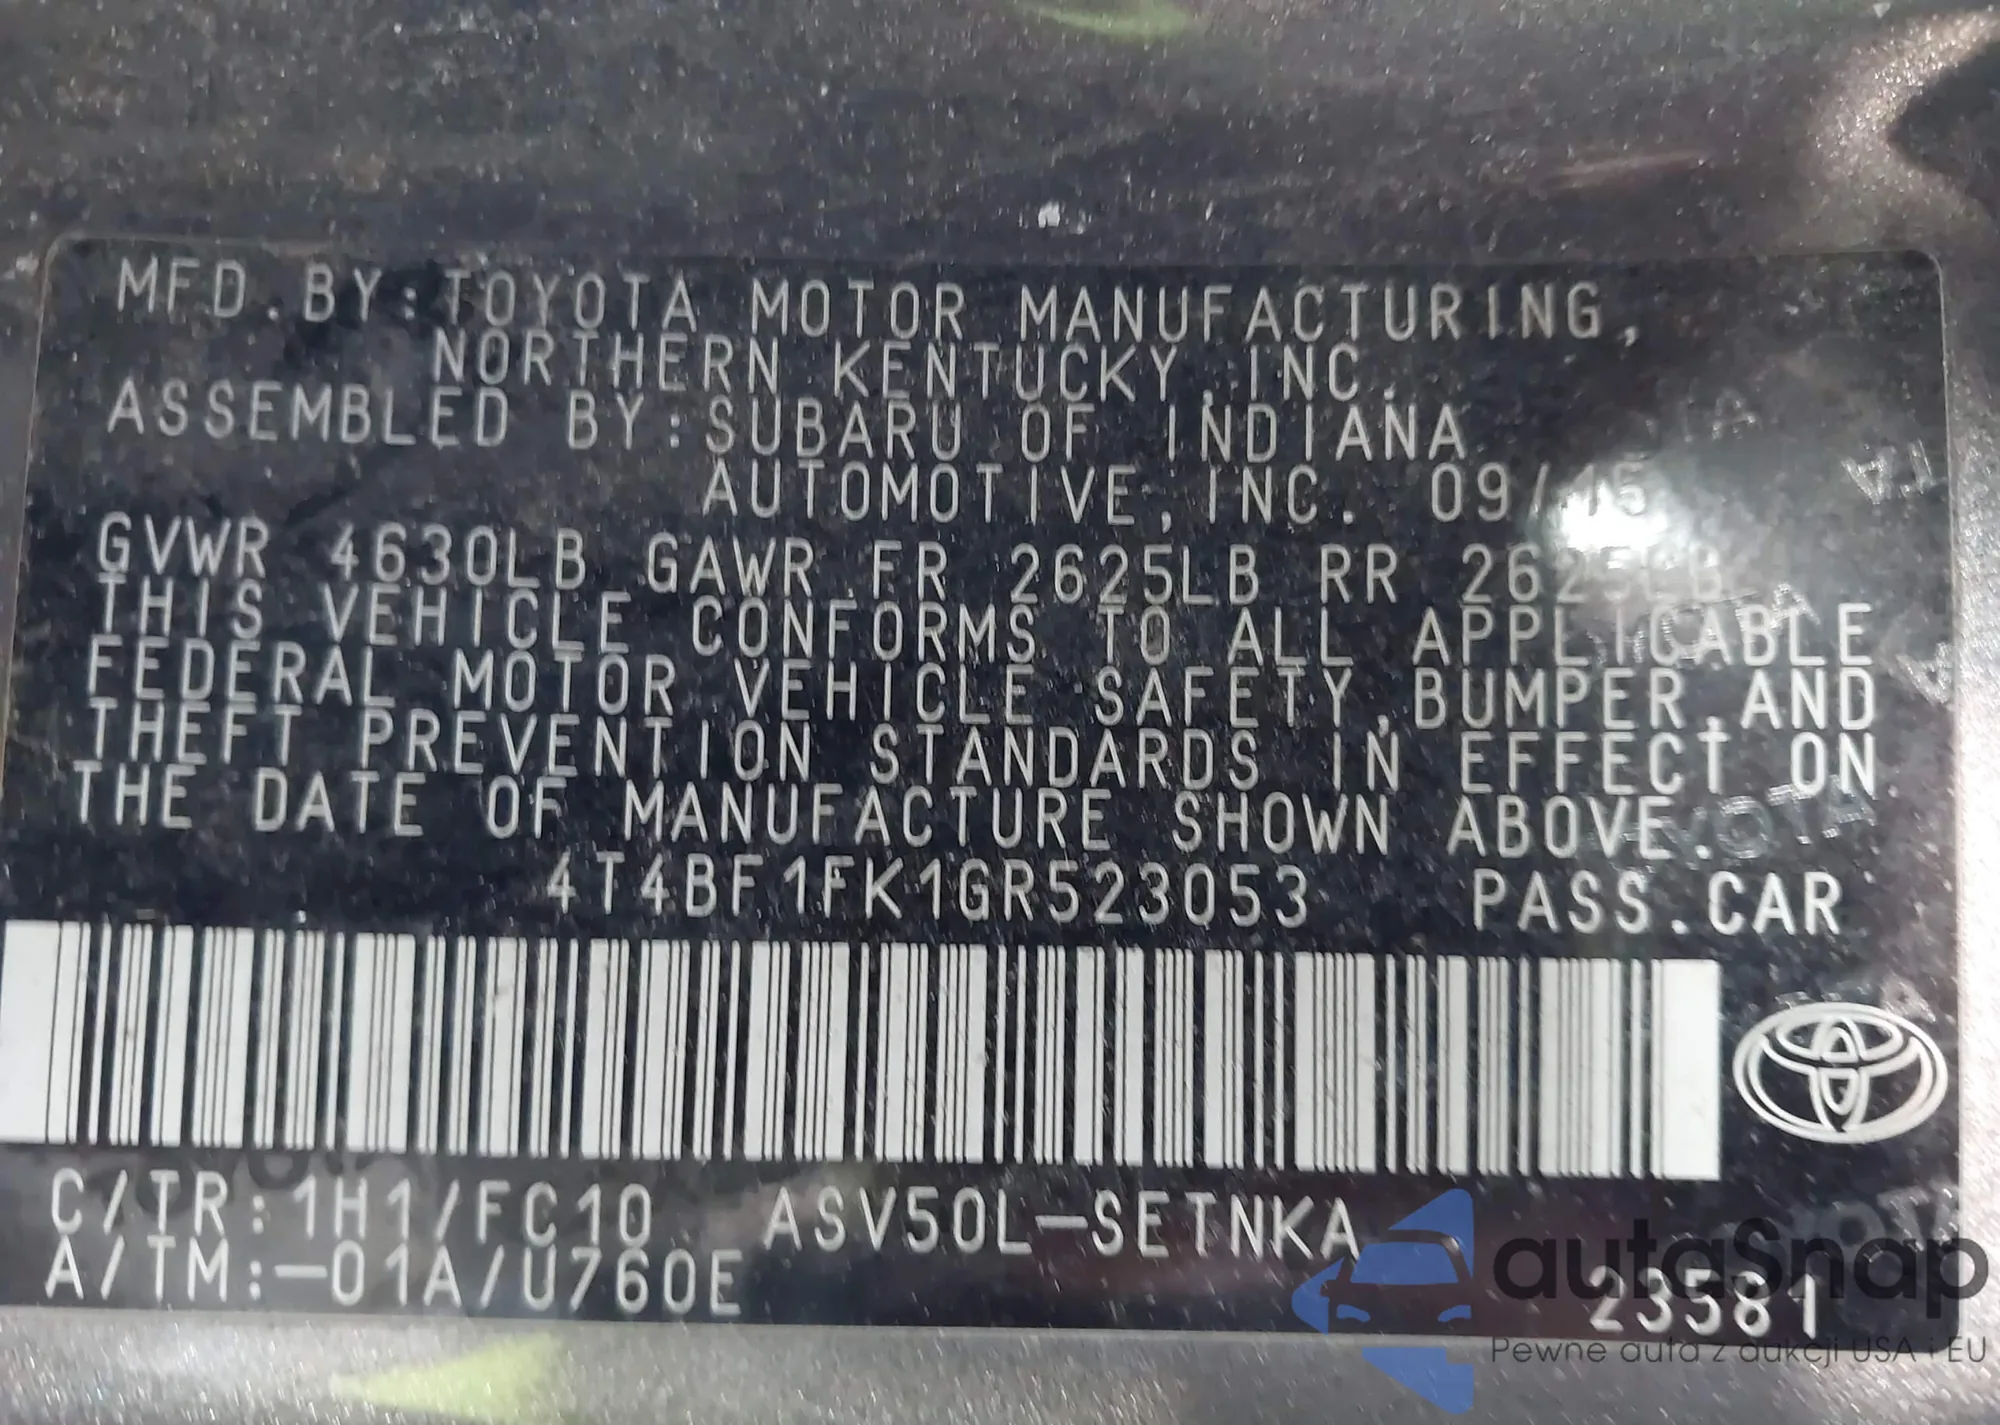 MFD.BY:TOYOTA MOTOR MANUFACTURING,
NORTHERN KENTUCKY,INC.
ASSEMBLED BY:SUBARU OF INDIANA
AUTOMOTIVE,INC. 09/15
GVWR 4630LB GAWR FR 2625LB RR 2625LB
THIS VEHICLE CONFORMS TO ALL APPLICABLE
FEDERAL MOTOR VEHICLE SAFETY,BUMPER,AND
THEFT PREVENTION STANDARDS IN EFFECT ON
THE DATE OF MANUFACTURE SHOWN ABOVE.
4T4BF1FK1GR523053 PASS.CAR
C/TR:1H1/FC10 ASV50L-SETNKA
A/TM:-01A/U760E 23581
autaSnap
Pewne auta z aukcji USA i EU